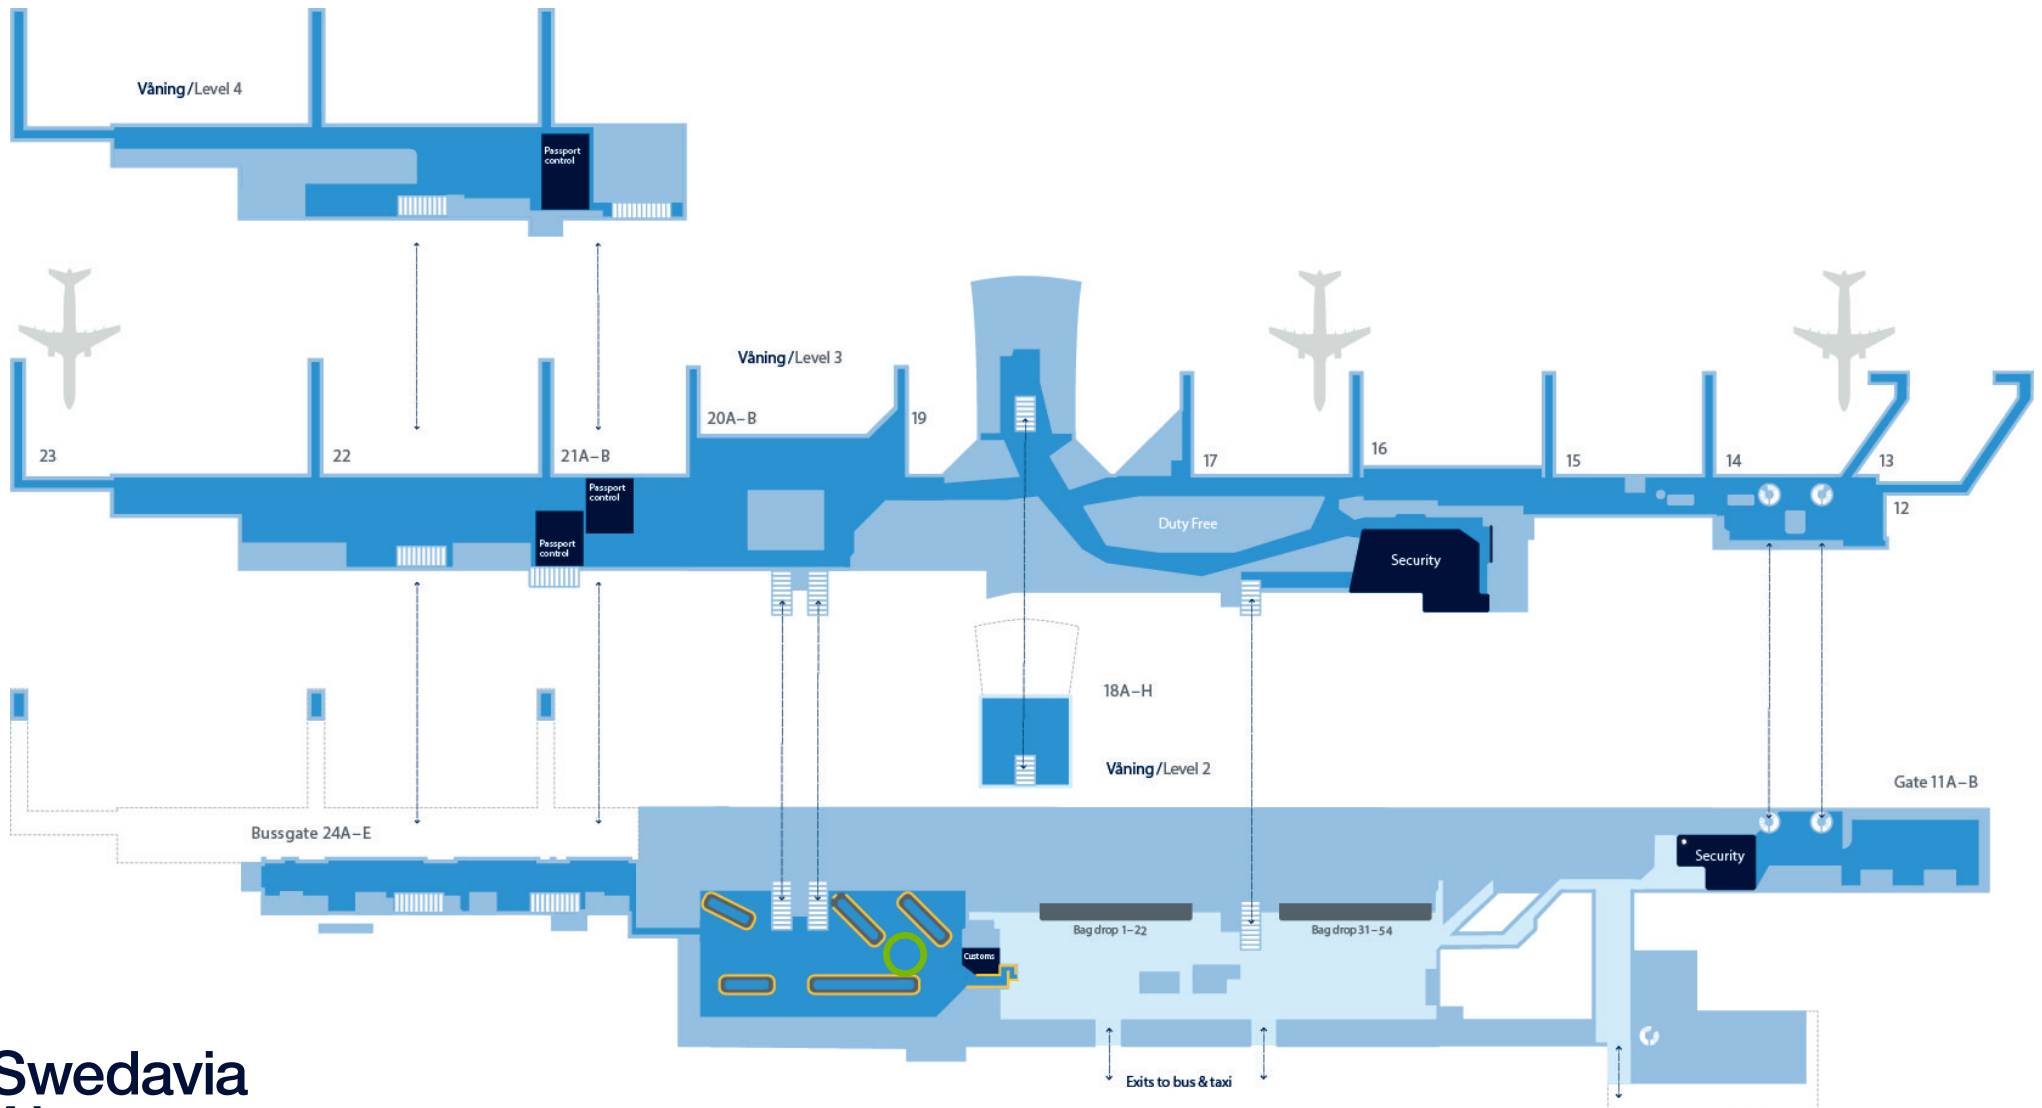 Våning/Level 4
Passport
control
Våning/Level 3
20A–B
19
23
22
21A–B
17
16
15
14
13
12
Passport
control
Passport
control
Duty Free
Security
18A–H
Våning/Level 2
Gate 11A–B
Bussgate 24A–E
Security
Bag drop 1–22
Bag drop 31–54
Customs
Exits to bus & taxi
Swedavia